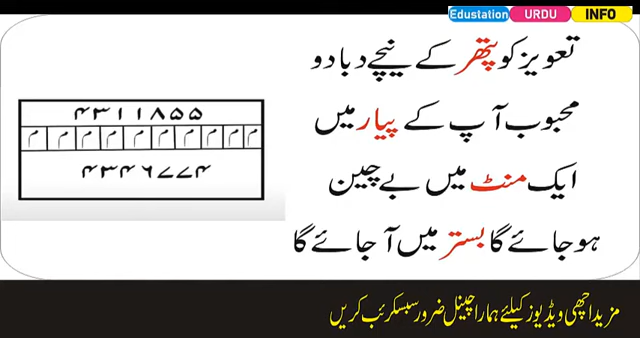 Edustation URDU INFO
تعویز کو پتھر کے نیچے دبا دو
محبوب آپ کے پیار میں
ایک منٹ میں بے چین
ہو جائے گا بستر میں آ جائے گا
۴۳۱۱۸۵۵
م م م م م م م م م
۴۳۴۶۷۷۴
مزید اچھی ویڈیوز کیلئے ہمارا چینل ضرور سبسکرائب کریں